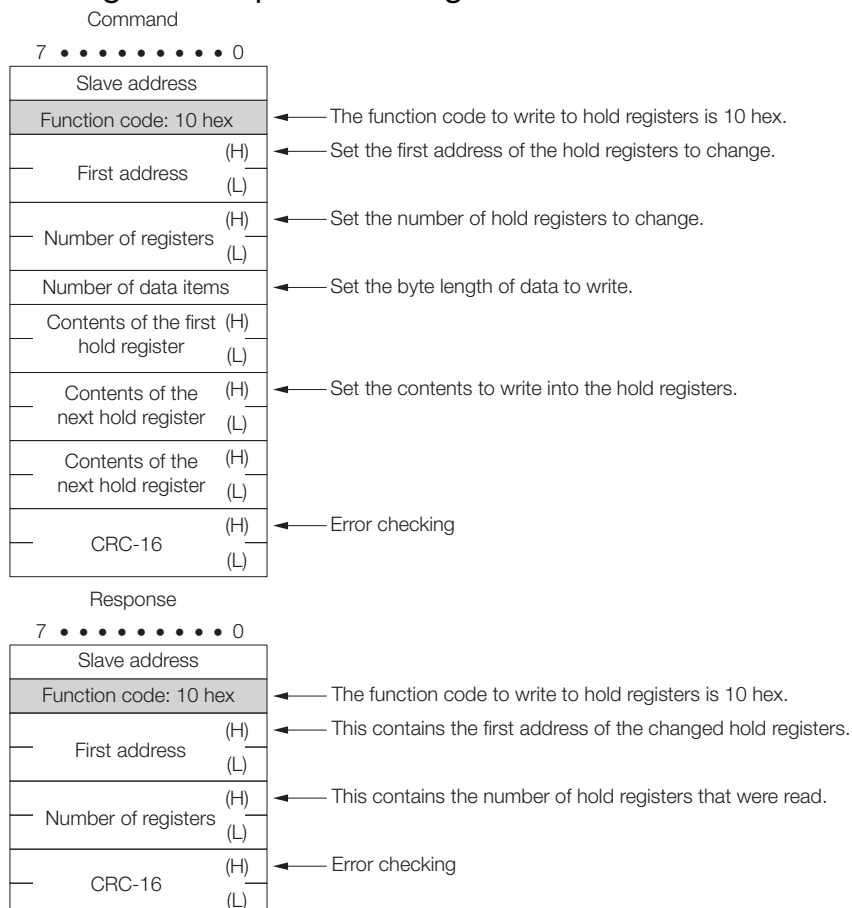 Command
7 • • • • • • • • • 0
Slave address
Function code: 10 hex
The function code to write to hold registers is 10 hex.
First address
(H)
(L)
Set the first address of the hold registers to change.
Number of registers
(H)
(L)
Set the number of hold registers to change.
Number of data items
Set the byte length of data to write.
Contents of the first
hold register
(H)
(L)
Contents of the
next hold register
(H)
(L)
Set the contents to write into the hold registers.
Contents of the
next hold register
(H)
(L)
CRC-16
(H)
(L)
Error checking
Response
7 • • • • • • • • • 0
Slave address
Function code: 10 hex
The function code to write to hold registers is 10 hex.
First address
(H)
(L)
This contains the first address of the changed hold registers.
Number of registers
(H)
(L)
This contains the number of hold registers that were read.
CRC-16
(H)
(L)
Error checking